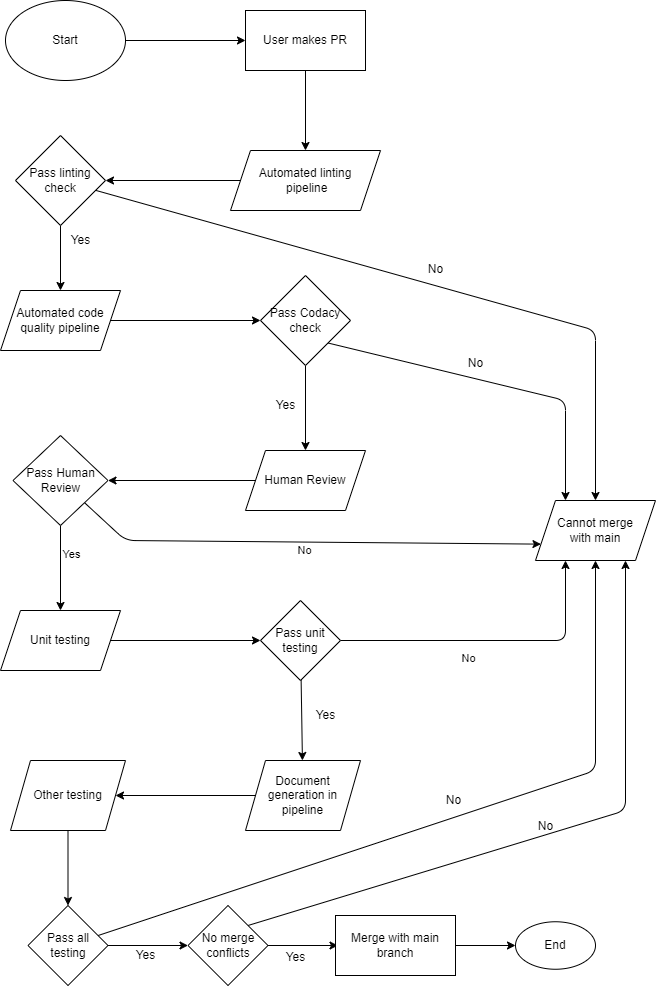 Start
User makes PR
Automated linting
pipeline
Pass linting
check
Yes
No
Automated code
quality pipeline
Pass Codacy
check
No
Yes
Human Review
Pass Human
Review
No
Yes
Cannot merge
with main
Unit testing
Pass unit
testing
No
Yes
Document
generation in
pipeline
Other testing
No
No
Pass all
testing
Yes
No merge
conflicts
Yes
Merge with main
branch
End